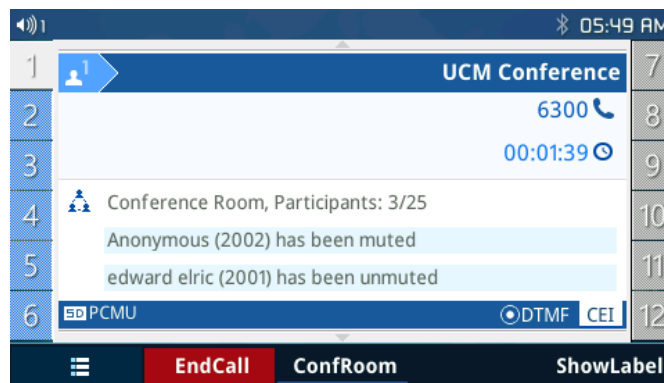 1 05:49 AM
1 1 UCM Conference 7
2 6300 8
3 00:01:39 9
Conference Room, Participants: 3/25
4 10
Anonymous (2002) has been muted
5 edward elric (2001) has been unmuted 11
6 SD PCMU DTMF CEI 12
EndCall ConfRoom ShowLabel